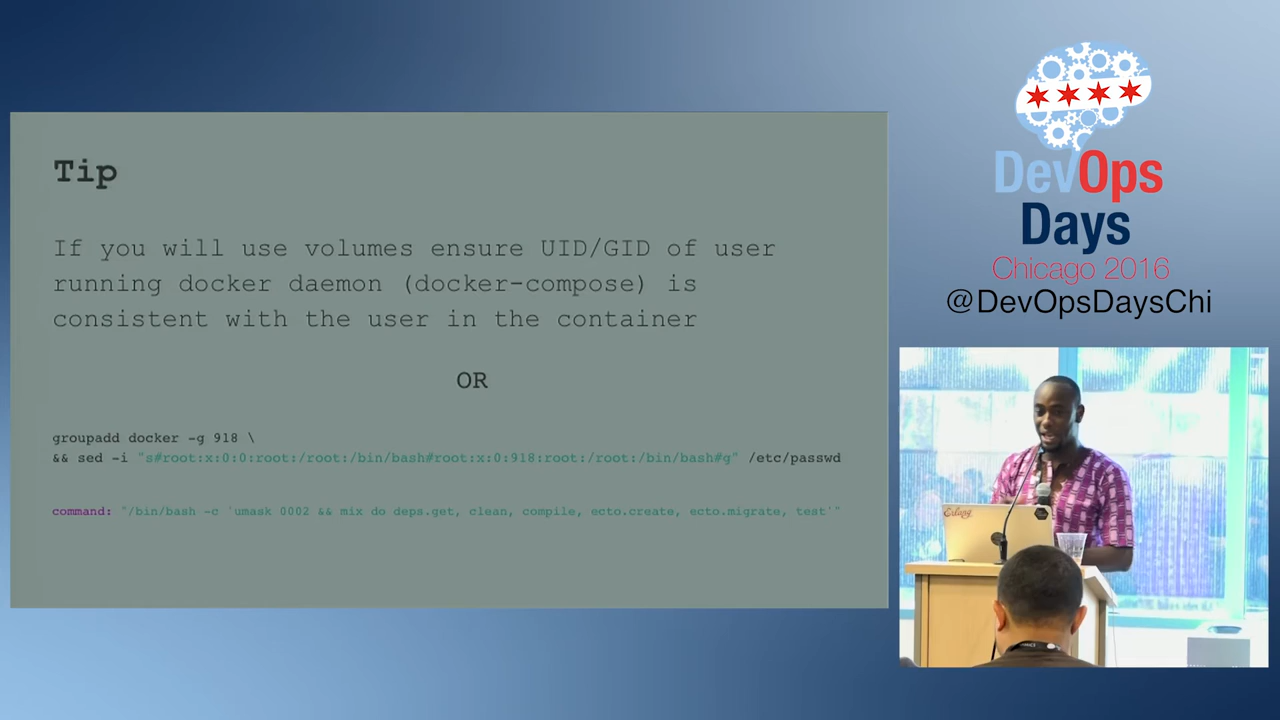 Tip
If you will use volumes ensure UID/GID of user
running docker daemon (docker-compose) is
consistent with the user in the container
OR
groupadd docker -g 918 \
&& sed -i "s#root:x:0:0:root:/root:/bin/bash#root:x:0:918:root:/root:/bin/bash#g" /etc/passwd
command: "/bin/bash -c 'umask 0002 && mix do deps.get, clean, compile, ecto.create, ecto.migrate, test'"
DevOps
Days
Chicago 2016
@DevOpsDaysChi
Erlang